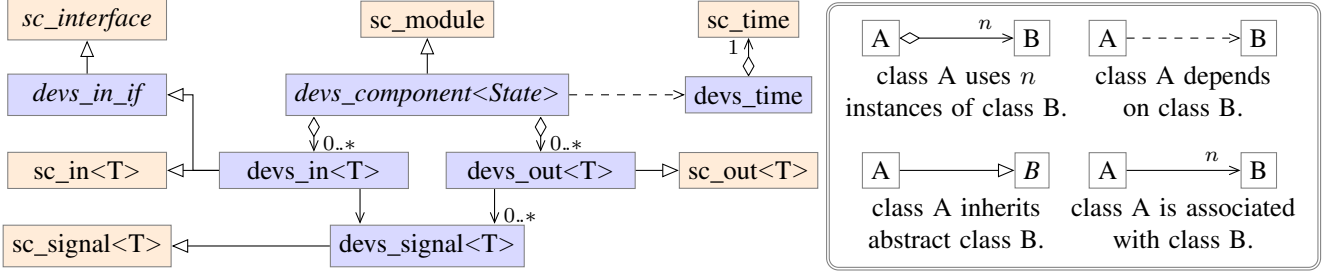 sc_interface
sc_module
sc_time
1
devs_in_if
devs_component<State>
devs_time
0..*
0..*
sc_in<T>
devs_in<T>
devs_out<T>
sc_out<T>
0..*
sc_signal<T>
devs_signal<T>
A
n
B
class A uses n
instances of class B.
A
B
class A depends
on class B.
A
B
class A inherits
abstract class B.
A
n
B
class A is associated
with class B.